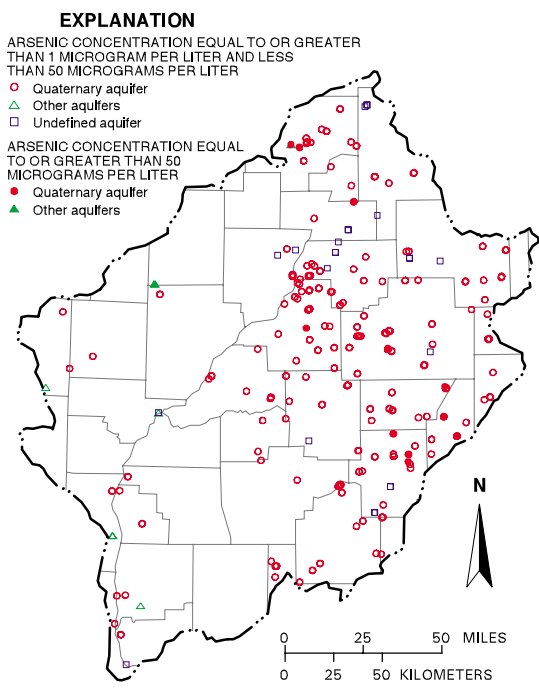 EXPLANATION
ARSENIC CONCENTRATION EQUAL TO OR GREATER
THAN 1 MICROGRAM PER LITER AND LESS
THAN 50 MICROGRAMS PER LITER
Quaternary aquifer
Other aquifers
Undefined aquifer
ARSENIC CONCENTRATION EQUAL
TO OR GREATER THAN 50
MICROGRAMS PER LITER
Quaternary aquifer
Other aquifers
N
0 25 50 MILES
0 25 50 KILOMETERS